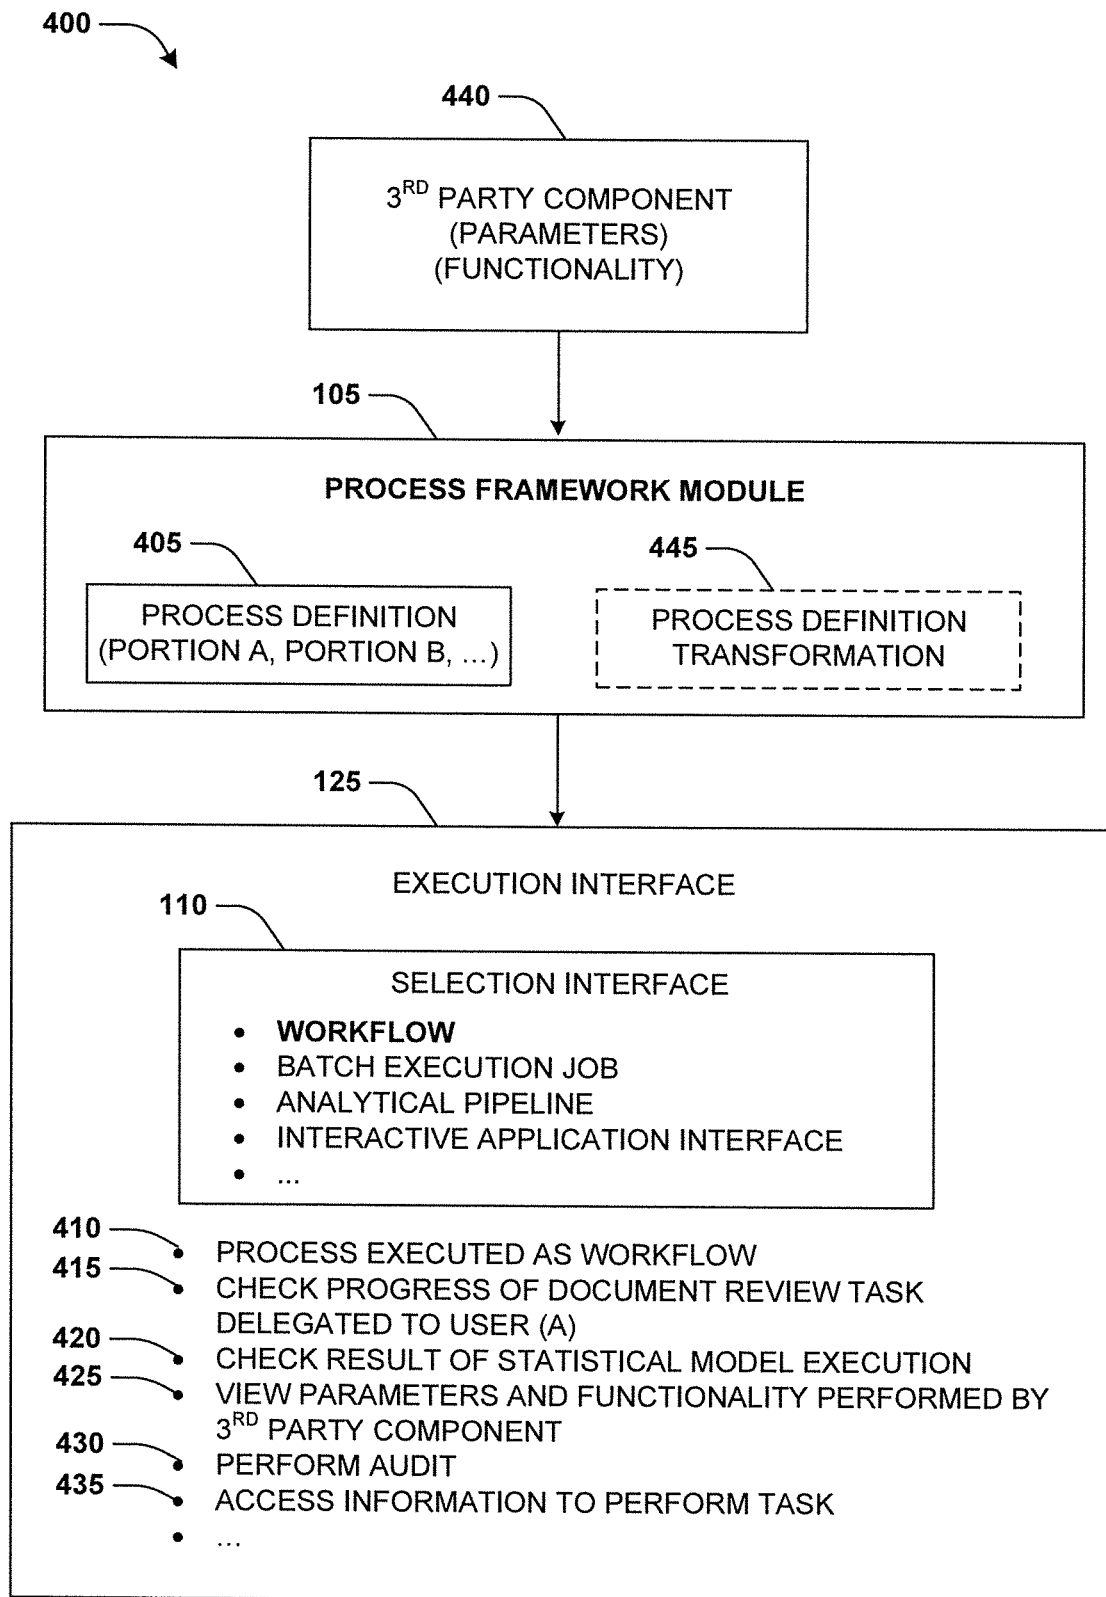 400
440
3RD PARTY COMPONENT
(PARAMETERS)
(FUNCTIONALITY)
105
PROCESS FRAMEWORK MODULE
405
445
PROCESS DEFINITION
(PORTION A, PORTION B, ...)
PROCESS DEFINITION
TRANSFORMATION
125
EXECUTION INTERFACE
110
SELECTION INTERFACE
• WORKFLOW
• BATCH EXECUTION JOB
• ANALYTICAL PIPELINE
• INTERACTIVE APPLICATION INTERFACE
• ...
410
• PROCESS EXECUTED AS WORKFLOW
415
• CHECK PROGRESS OF DOCUMENT REVIEW TASK
DELEGATED TO USER (A)
420
• CHECK RESULT OF STATISTICAL MODEL EXECUTION
425
• VIEW PARAMETERS AND FUNCTIONALITY PERFORMED BY
3RD PARTY COMPONENT
430
• PERFORM AUDIT
435
• ACCESS INFORMATION TO PERFORM TASK
• ...